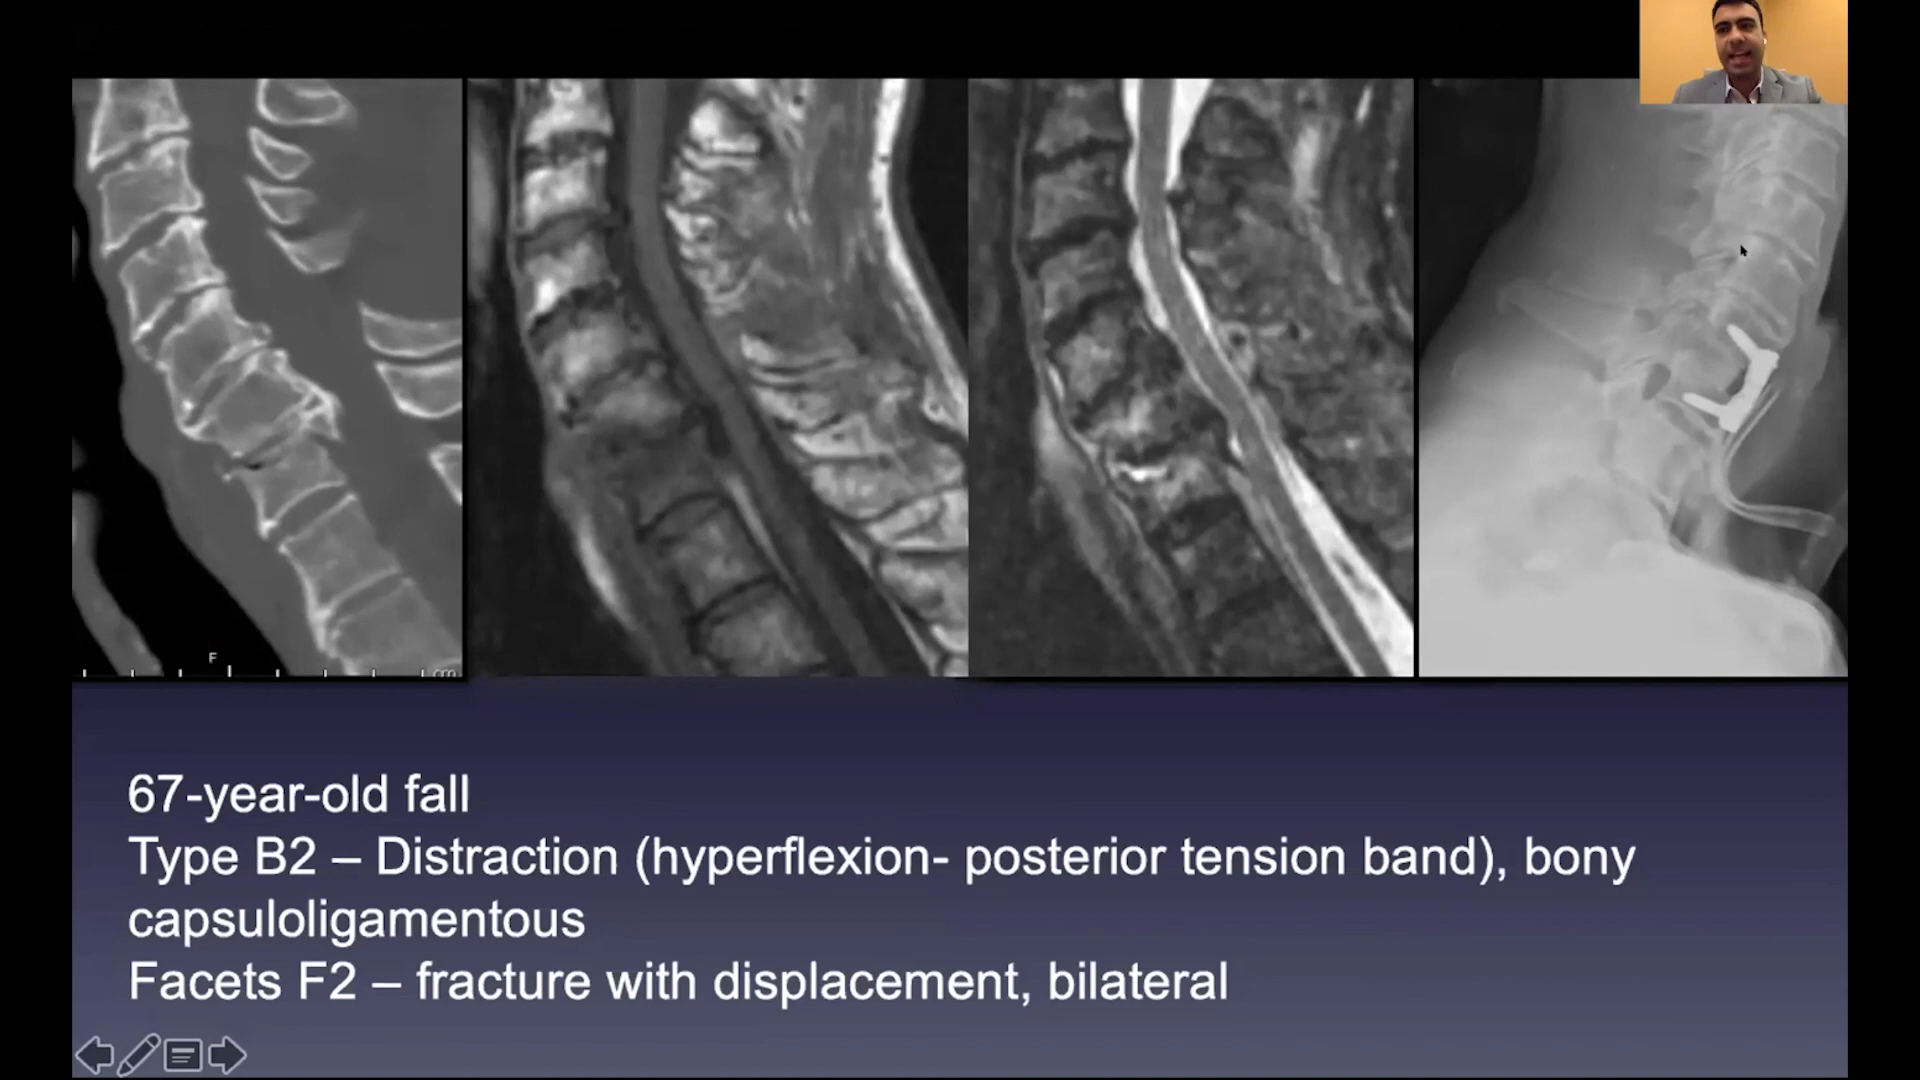 F
cm
67-year-old fall
Type B2 – Distraction (hyperflexion- posterior tension band), bony
capsuloligamentous
Facets F2 – fracture with displacement, bilateral